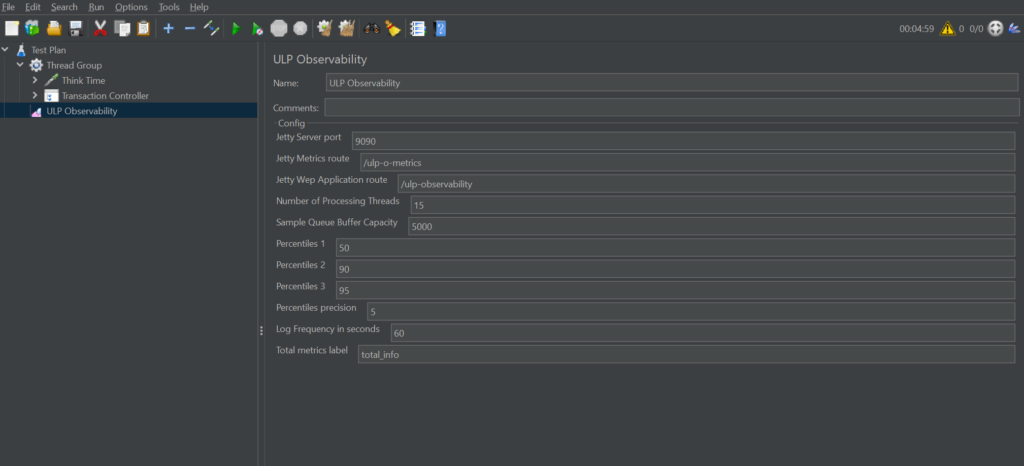 File Edit Search Run Options Tools Help
00:04:59 0 0/0
Test Plan
Thread Group
Think Time
Transaction Controller
ULP Observability
ULP Observability
Name: ULP Observability
Comments:
Config
Jetty Server port 9090
Jetty Metrics route /ulp-o-metrics
Jetty Wep Application route /ulp-observability
Number of Processing Threads 15
Sample Queue Buffer Capacity 5000
Percentiles 1 50
Percentiles 2 90
Percentiles 3 95
Percentiles precision 5
Log Frequency in seconds 60
Total metrics label total_info